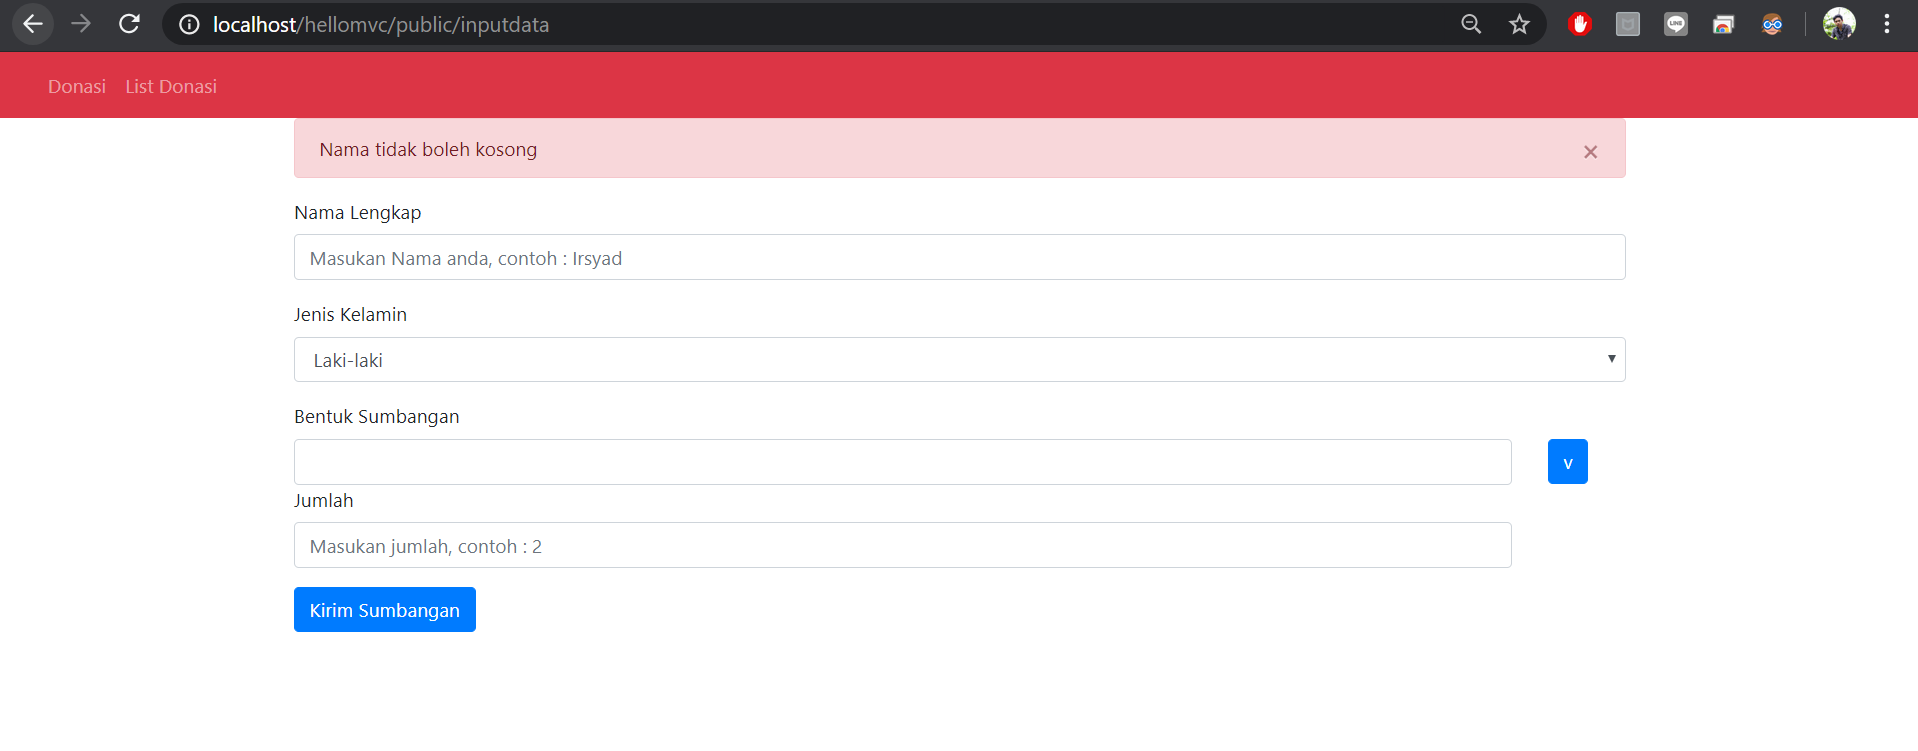 localhost/hellomvc/public/inputdata
Donasi List Donasi
Nama tidak boleh kosong ×
Nama Lengkap
Masukan Nama anda, contoh : Irsyad
Jenis Kelamin
Laki-laki
Bentuk Sumbangan
v
Jumlah
Masukan jumlah, contoh : 2
Kirim Sumbangan